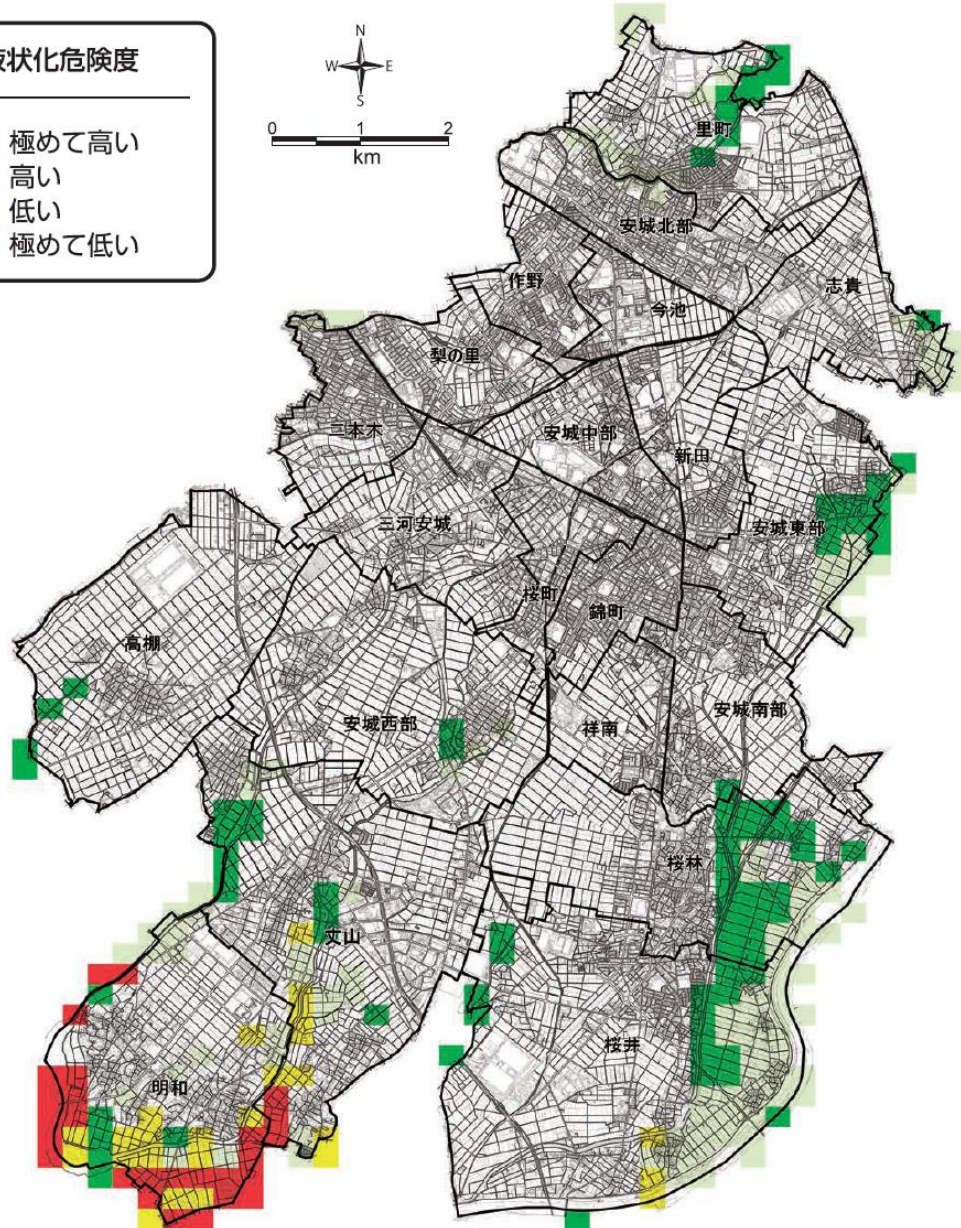 液状化危険度
極めて高い
高い
低い
極めて低い
N
W E
S
0 1 2
km
里町
安城北部
志貴
作野
今池
梨の里
二本木
安城中部
新田
三河安城
安城東部
桜町
錦町
高棚
安城西部
祥南
安城南部
桜林
丈山
桜井
明和